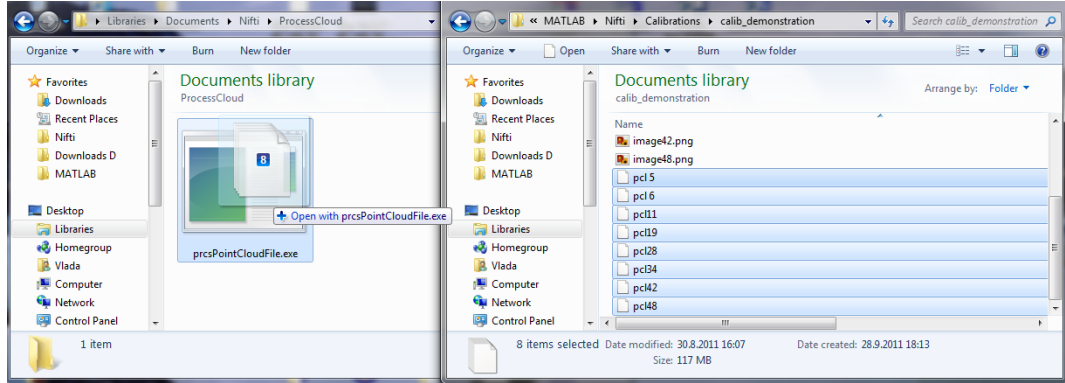 Libraries ▸ Documents ▸ Nifti ▸ ProcessCloud
Organize ▾ Share with ▾ Burn New folder
Favorites
Downloads
Recent Places
Nifti
Downloads D
MATLAB
Desktop
Libraries
Homegroup
Vlada
Computer
Network
Control Panel
Documents library
ProcessCloud
8
Open with prcsPointCloudFile.exe
prcsPointCloudFile.exe
1 item
« MATLAB ▸ Nifti ▸ Calibrations ▸ calib_demonstration
Search calib_demonstration
Organize ▾ Open Share with ▾ Burn New folder
Favorites
Downloads
Recent Places
Nifti
Downloads D
MATLAB
Desktop
Libraries
Homegroup
Vlada
Computer
Network
Control Panel
Documents library
calib_demonstration
Arrange by: Folder ▾
Name
image42.png
image48.png
pcl 5
pcl 6
pcl11
pcl19
pcl28
pcl34
pcl42
pcl48
8 items selected Date modified: 30.8.2011 16:07 Date created: 28.9.2011 18:13
Size: 117 MB